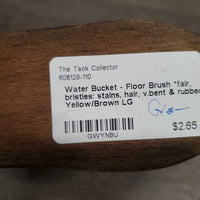 The Tack Collector
608129-110
Water Bucket - Floor Brush *fair,
bristles: stains, hair, v.bent & rubbed
Yellow/Brown LG
GWYNBU
$2.65